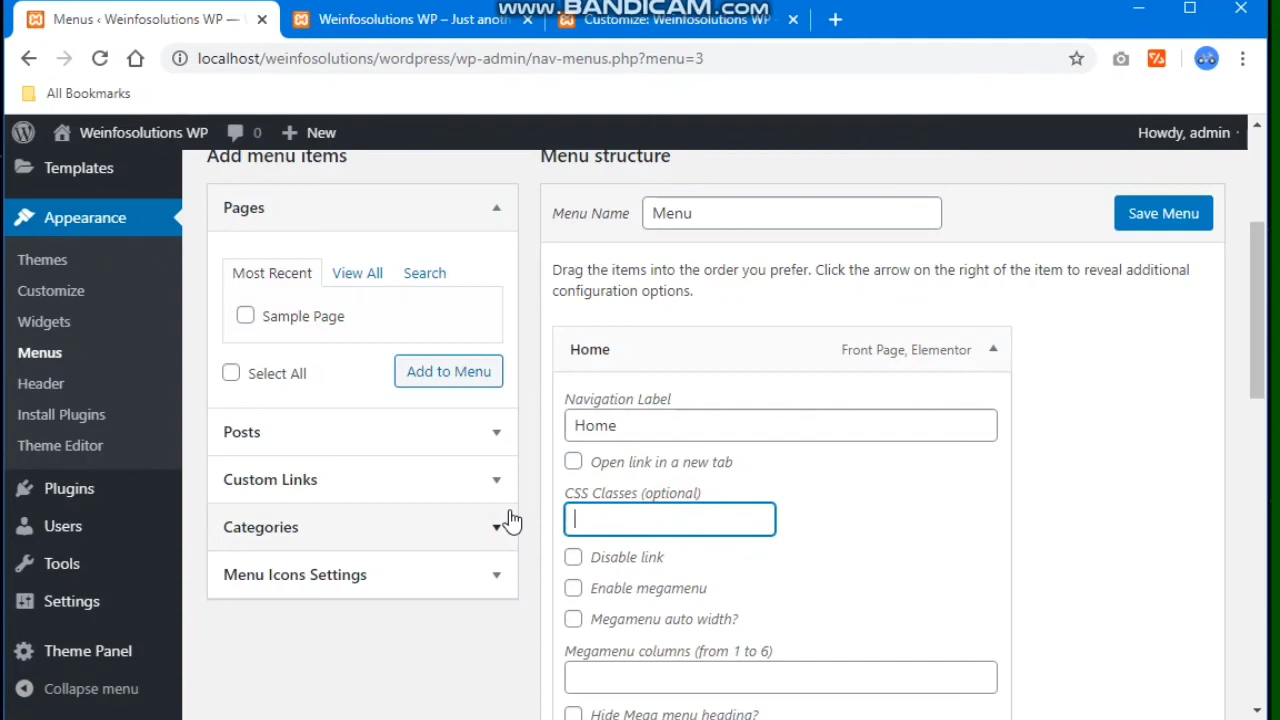 www.BANDICAM.com
Weinfosolutions WP —
Weinfosolutions WP – Just anoth
Customize: Weinfosolutions WP
localhost/weinfosolutions/wordpress/wp-admin/nav-menus.php?menu=3
All Bookmarks
Weinfosolutions WP
0
New
Howdy, admin
Templates
Appearance
Themes
Customize
Widgets
Menus
Header
Install Plugins
Theme Editor
Plugins
Users
Tools
Settings
Theme Panel
Collapse menu
Add menu items
Pages
Most Recent
View All
Search
Sample Page
Select All
Add to Menu
Posts
Custom Links
Categories
Menu Icons Settings
Menu structure
Menu Name
Menu
Save Menu
Drag the items into the order you prefer. Click the arrow on the right of the item to reveal additional
configuration options.
Home
Front Page, Elementor
Navigation Label
Home
Open link in a new tab
CSS Classes (optional)
Disable link
Enable megamenu
Megamenu auto width?
Megamenu columns (from 1 to 6)
Hide Mega menu heading?